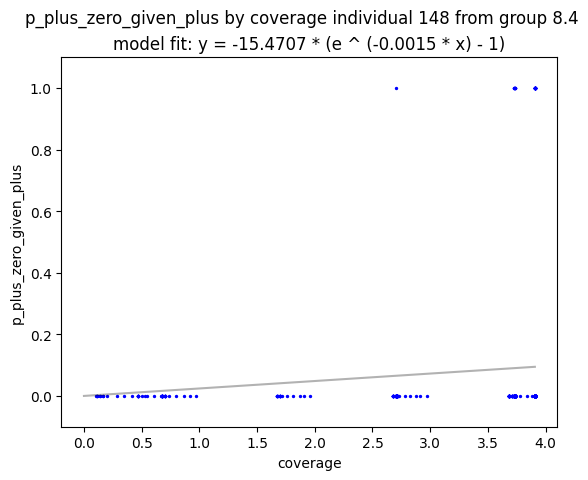 p_plus_zero_given_plus by coverage individual 148 from group 8.4
model fit: y = -15.4707 * (e ^ (-0.0015 * x) - 1)
p_plus_zero_given_plus
1.0
0.8
0.6
0.4
0.2
0.0
0.0 0.5 1.0 1.5 2.0 2.5 3.0 3.5 4.0
coverage